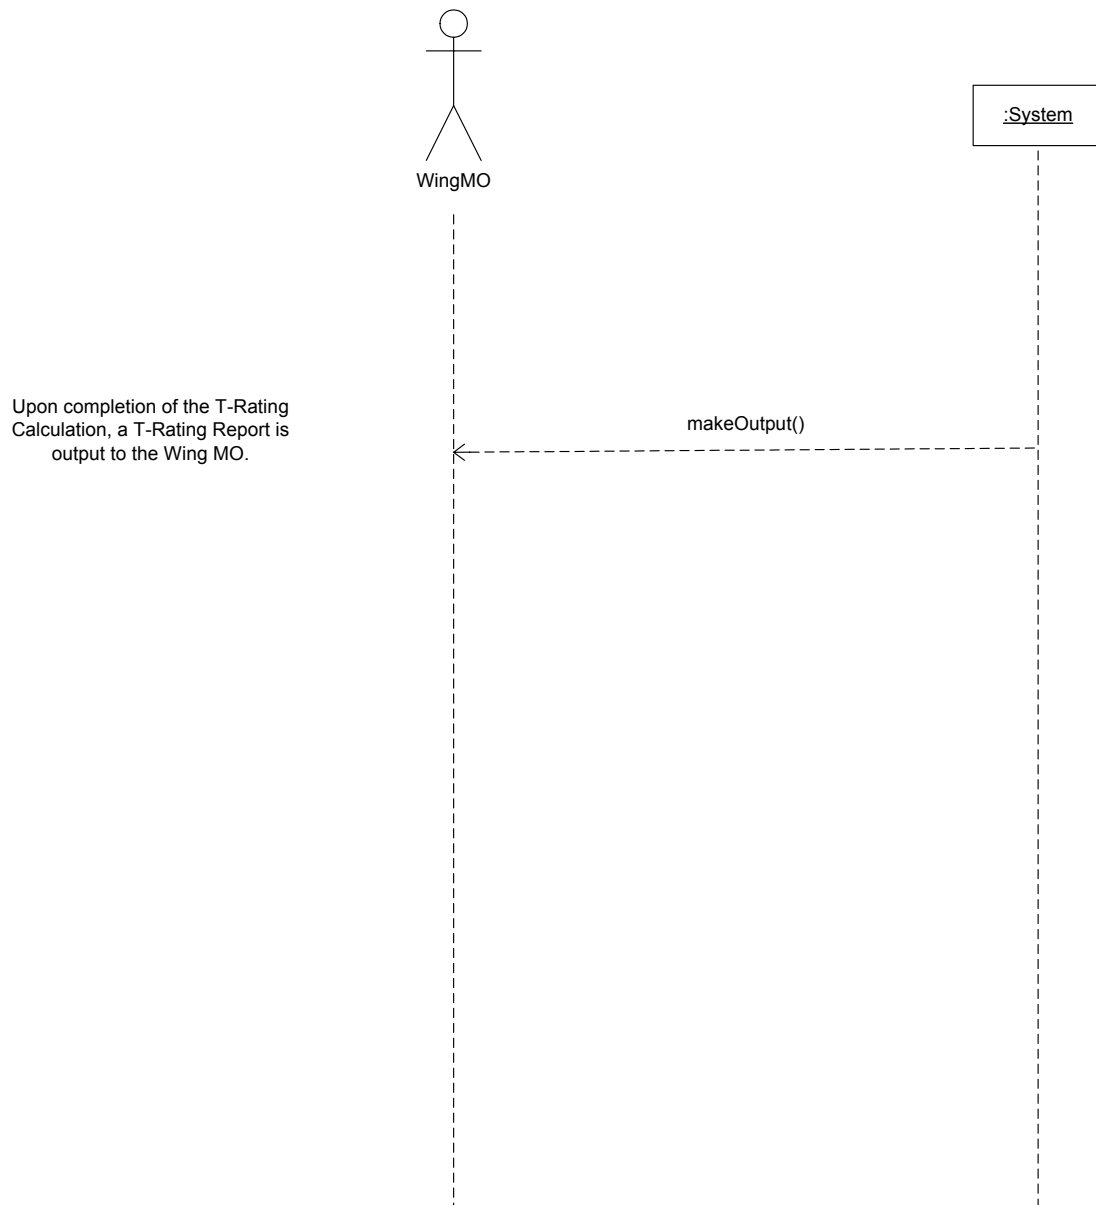 :System
WingMO
Upon completion of the T-Rating
Calculation, a T-Rating Report is
output to the Wing MO.
makeOutput()